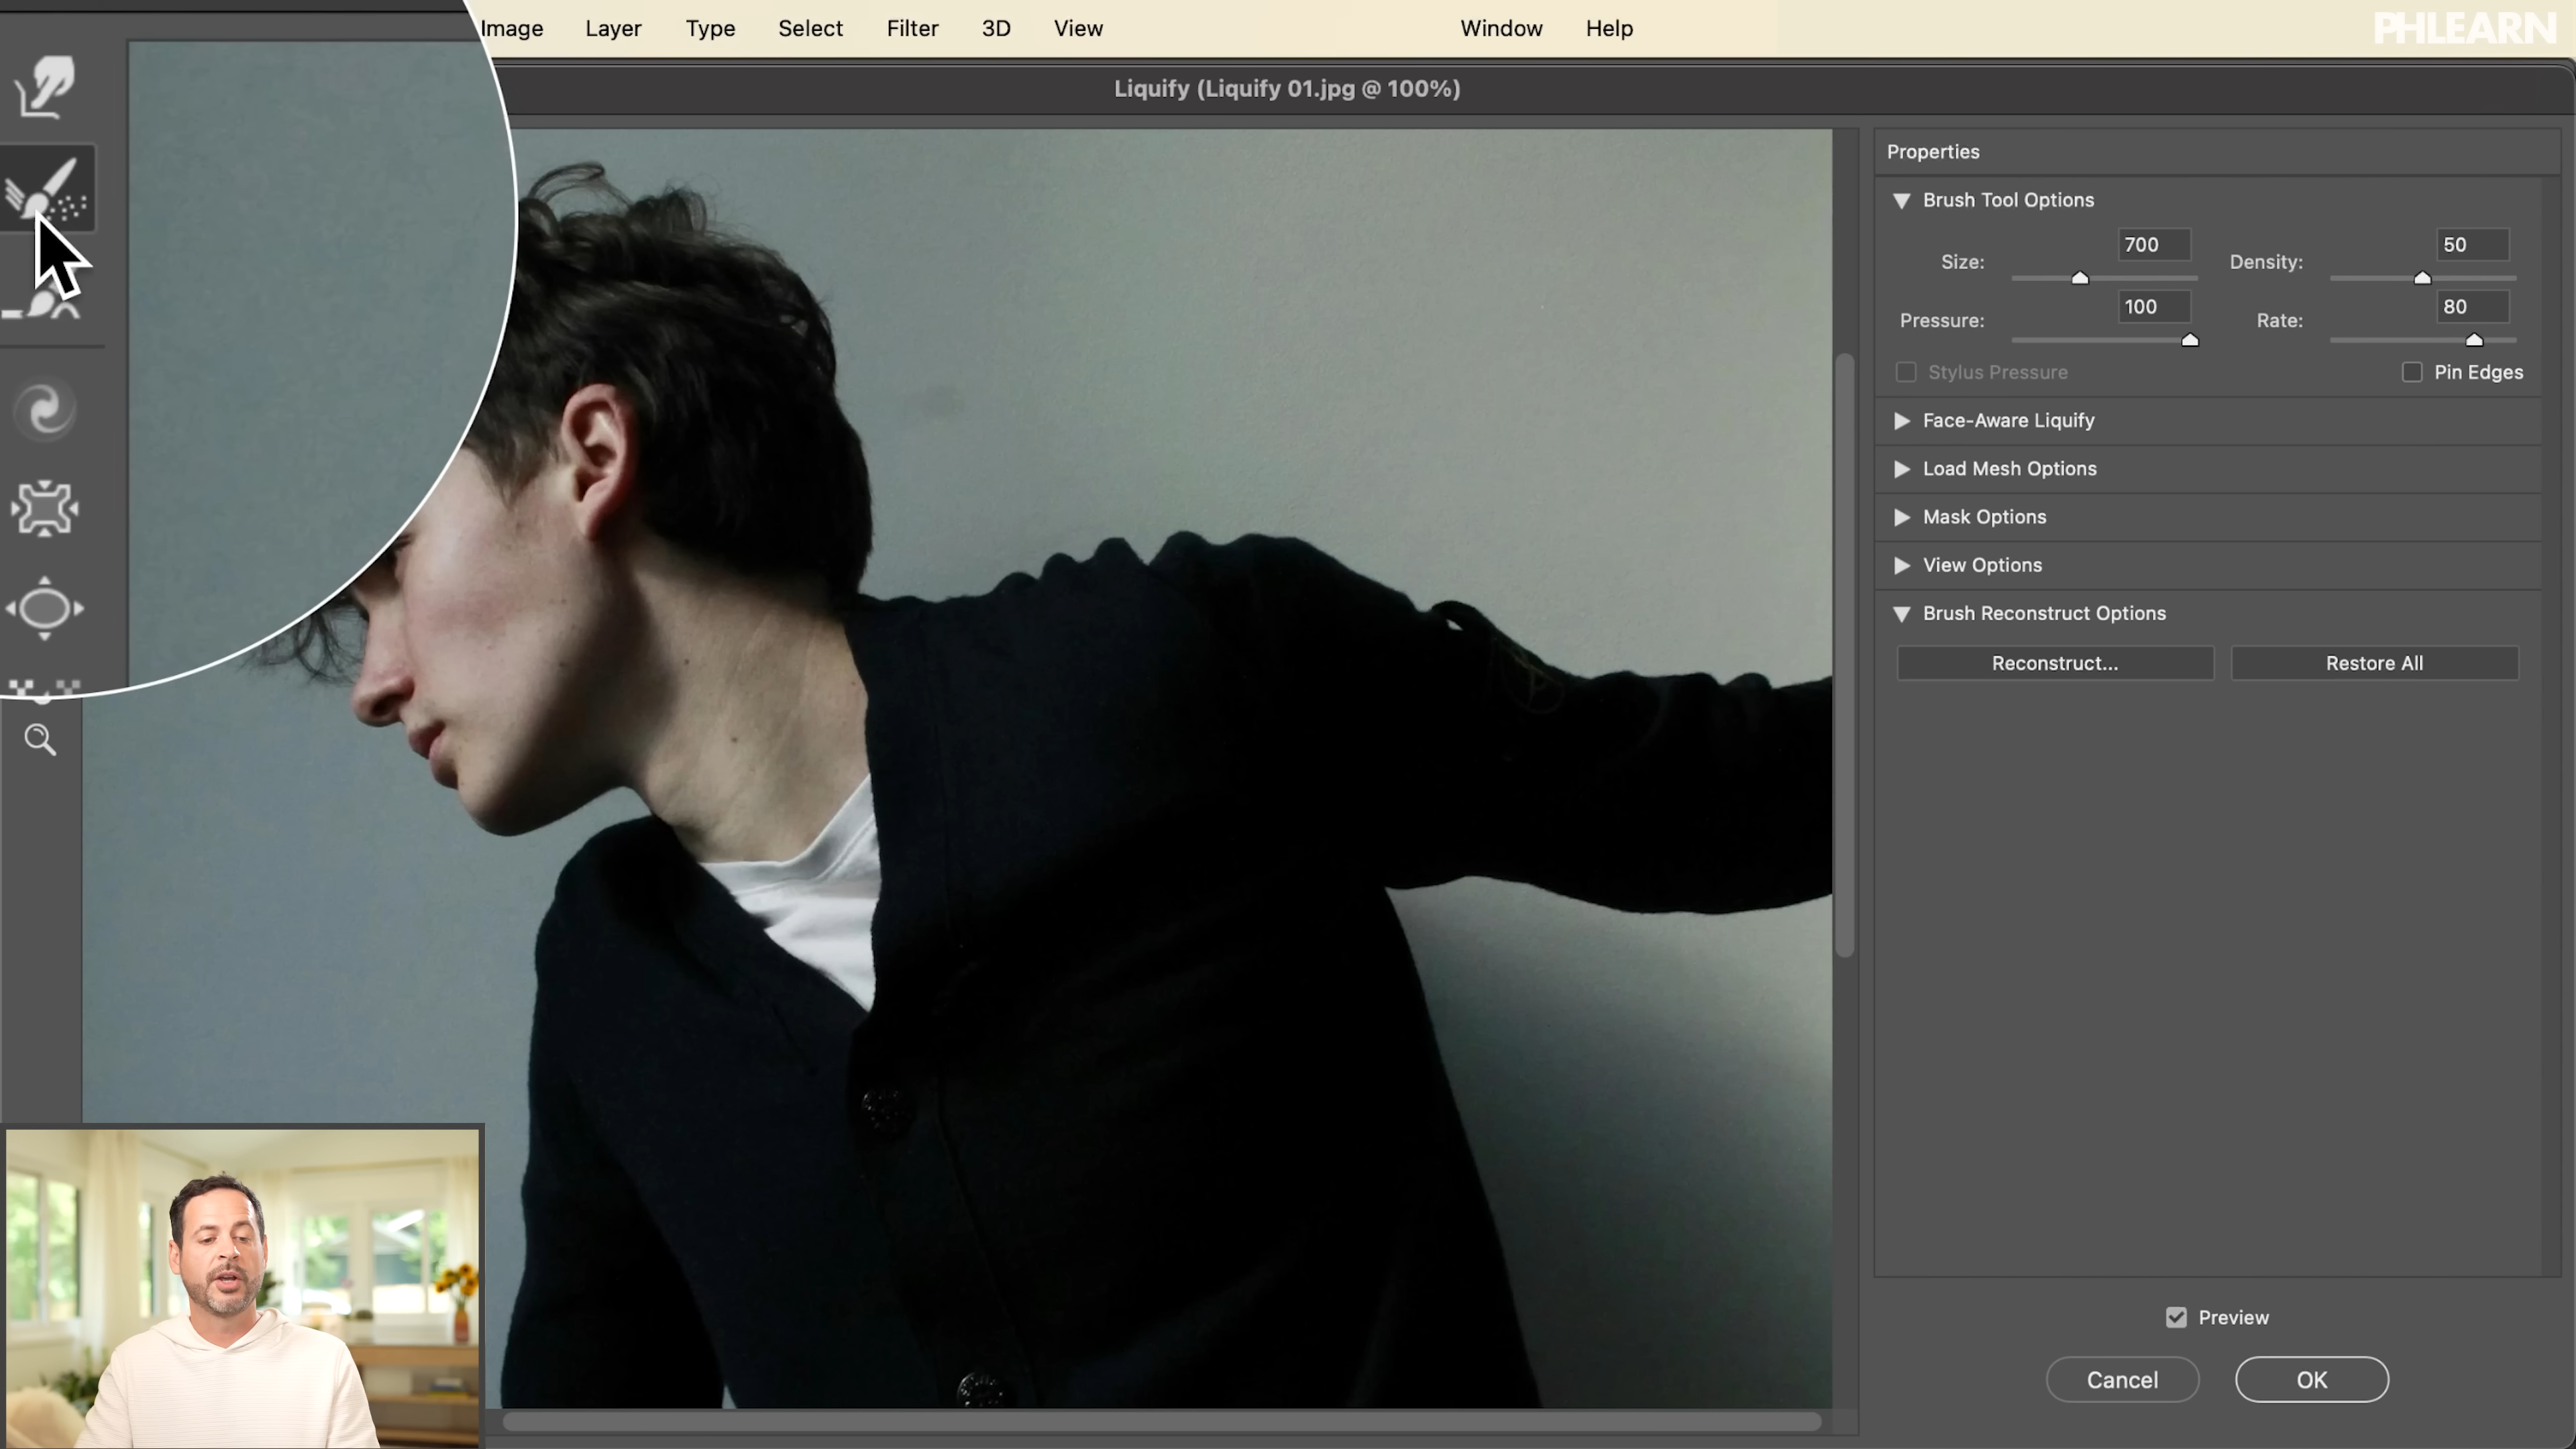 Image Layer Type Select Filter 3D View Window Help
PHLEARN
Liquify (Liquify 01.jpg @ 100%)
Properties
Brush Tool Options
Size: 700 Density: 50
Pressure: 100 Rate: 80
Stylus Pressure Pin Edges
Face-Aware Liquify
Load Mesh Options
Mask Options
View Options
Brush Reconstruct Options
Reconstruct... Restore All
Preview
Cancel OK